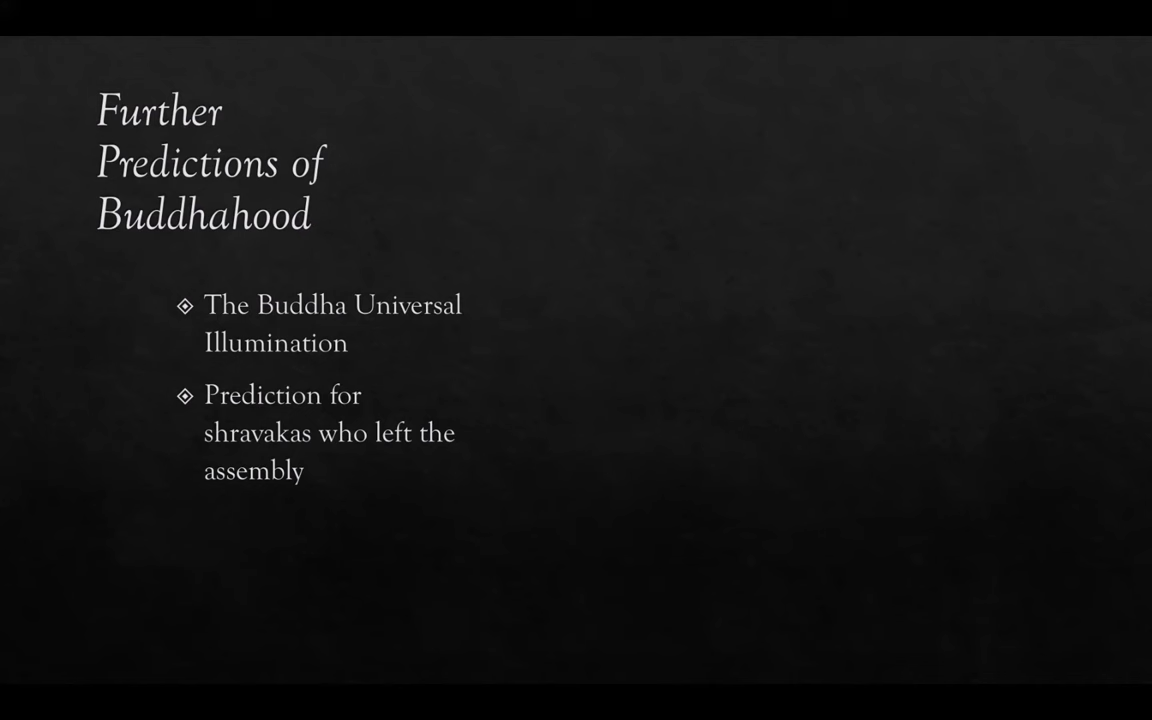 Further
Predictions of
Buddhahood
The Buddha Universal
Illumination
Prediction for
shravakas who left the
assembly